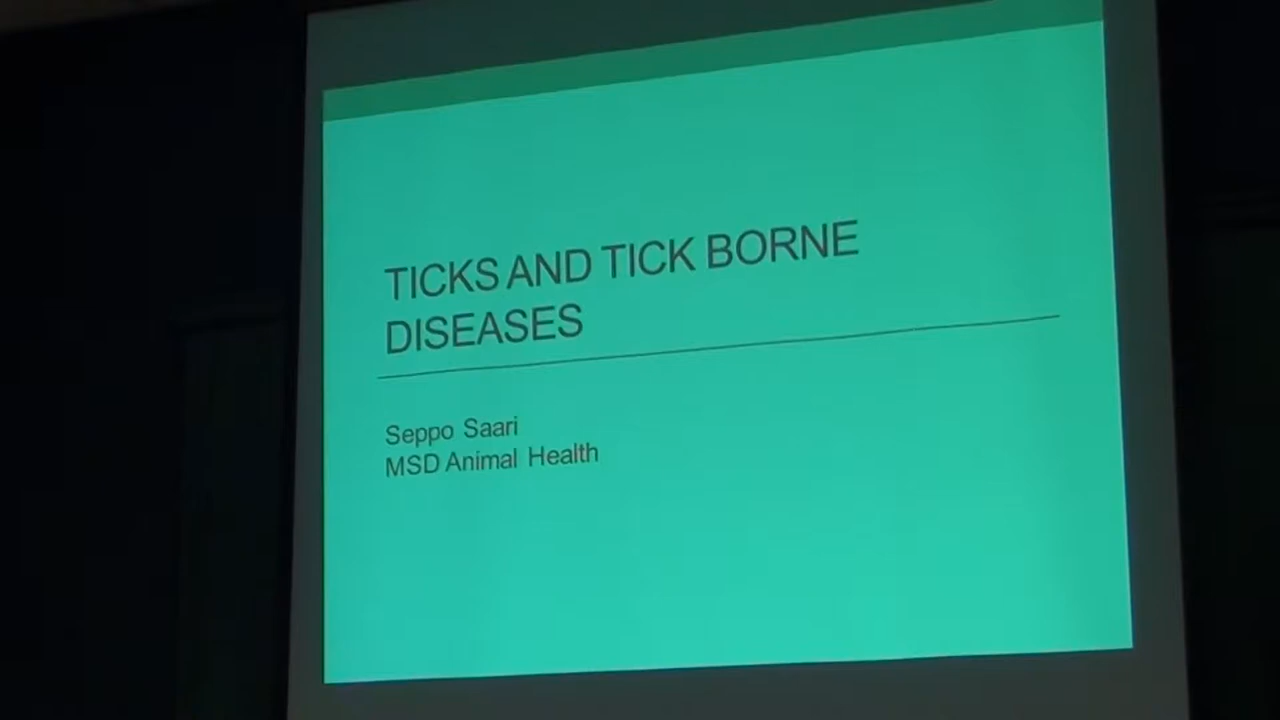 TICKS AND TICK BORNE
DISEASES
Seppo Saari
MSD Animal Health